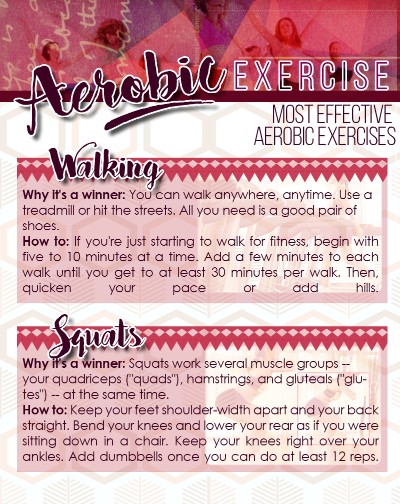 Aerobic EXERCISE
MOST EFFECTIVE
AEROBIC EXERCISES
Walking
Why it's a winner: You can walk anywhere, anytime. Use a
treadmill or hit the streets. All you need is a good pair of
shoes.
How to: If you're just starting to walk for fitness, begin with
five to 10 minutes at a time. Add a few minutes to each
walk until you get to at least 30 minutes per walk. Then,
quicken your pace or add hills.
Squats
Why it's a winner: Squats work several muscle groups --
your quadriceps ("quads"), hamstrings, and gluteals ("glu-
tes") -- at the same time.
How to: Keep your feet shoulder-width apart and your back
straight. Bend your knees and lower your rear as if you were
sitting down in a chair. Keep your knees right over your
ankles. Add dumbbells once you can do at least 12 reps.